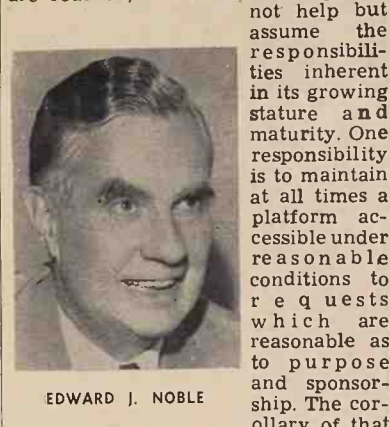 not help but
assume the
responsibili-
ties inherent
in its growing
stature and
maturity. One
responsibility
is to maintain
at all times a
platform ac-
cessible under
reasonable
conditions to
requests
which are
reasonable as
to purpose
and sponsor-
ship. The cor-
ollary of that
EDWARD J. NOBLE